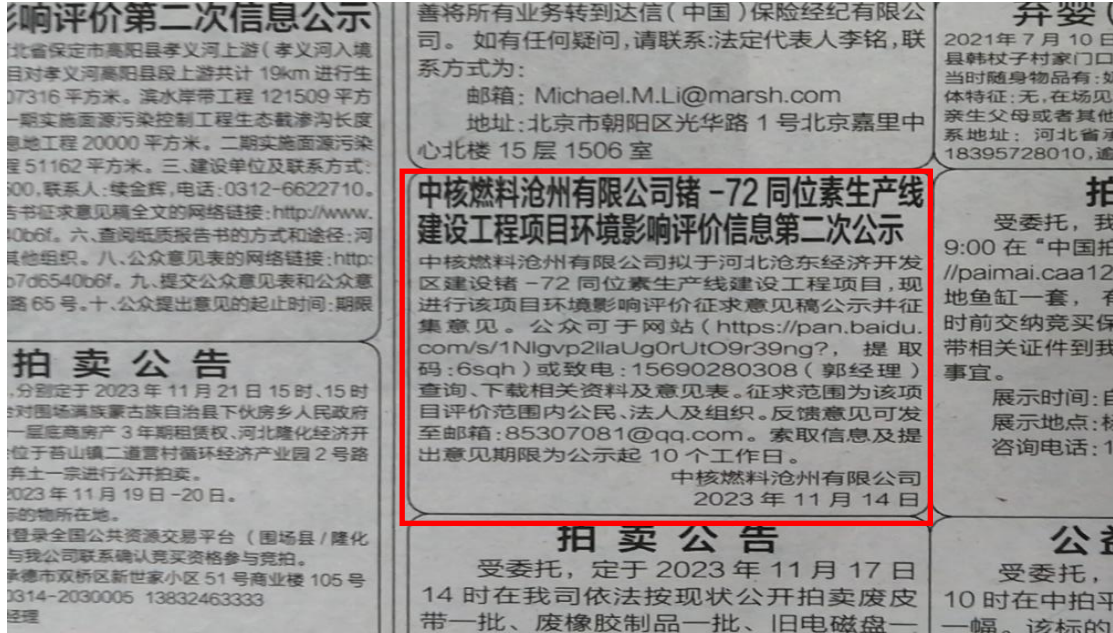 影响评价第二次信息公示
北省保定市高阳县孝义河上游(孝义河入境
目对孝义河高阳县段上游共计 19km 进行生
07316 平方米。滨水岸带工程 121509 平方
一期实施面源污染控制工程生态截渗沟长度
息地工程 20000 平方米。二期实施面源污染
程 51162 平方米。三、建设单位及联系方式:
500,联系人:续金辉,电话:0312-6622710。
告书征求意见稿全文的网络链接:http://www.
40b6f。六、查阅纸质报告书的方式和途径:河
其他组织。八、公众意见表的网络链接:http:
b7d6540b6f。九、提交公众意见表和公众意
路 65 号。十、公众提出意见的起止时间:期限
拍卖公告
,分别定于 2023 年 11 月 21 日 15 时、15 时
台对围场满族蒙古族自治县下伙房乡人民政府
一层底商房产 3 年期租赁权、河北隆化经济开
位于苔山镇二道营村循环经济产业园 2 号路
弃土一宗进行公开拍卖。
2023 年 11 月 19 日 -20 日。
标的物所在地。
登录全国公共资源交易平台(围场县/隆化
与我公司联系确认竞买资格参与竞拍。
承德市双桥区新世家小区 51 号商业楼 105 号
0314-2030005 13832463333
经理
善将所有业务转到达信(中国)保险经纪有限公
司。如有任何疑问,请联系:法定代表人李铭,联
系方式为:
邮箱: Michael.M.Li@marsh.com
地址:北京市朝阳区光华路 1 号北京嘉里中
心北楼 15 层 1506 室
中核燃料沧州有限公司锗 -72 同位素生产线
建设工程项目环境影响评价信息第二次公示
中核燃料沧州有限公司拟于河北沧东经济开发
区建设锗 -72 同位素生产线建设工程项目,现
进行该项目环境影响评价征求意见稿公示并征
集意见。公众可于网站(https://pan.baidu.
com/s/1NIgvp2llaUg0rUtO9r39ng?, 提取
码:6sqh)或致电:15690280308(郭经理)
查询、下载相关资料及意见表。征求范围为该项
目评价范围内公民、法人及组织。反馈意见可发
至邮箱:85307081@qq.com。索取信息及提
出意见期限为公示起 10 个工作日。
中核燃料沧州有限公司
2023 年 11 月 14 日
拍卖公告
受委托,定于 2023 年 11 月 17 日
14 时在我司依法按现状公开拍卖废皮
带一批、废橡胶制品一批、旧电磁盘一
弃婴(
2021年 7 月 10 日
县韩杖子村家门口
当时随身物品有:
体特征:无,在场见
亲生父母或者其他
系地址: 河北省
18395728010,逾
拍
受委托,我
9:00 在“中国拍
//paimai.caa12
地鱼缸一套,
时前交纳竞买保
带相关证件到我
事宜。
展示时间:
展示地点:
咨询电话:1
公益
受委托,
10 时在中拍平
一幅。该标的